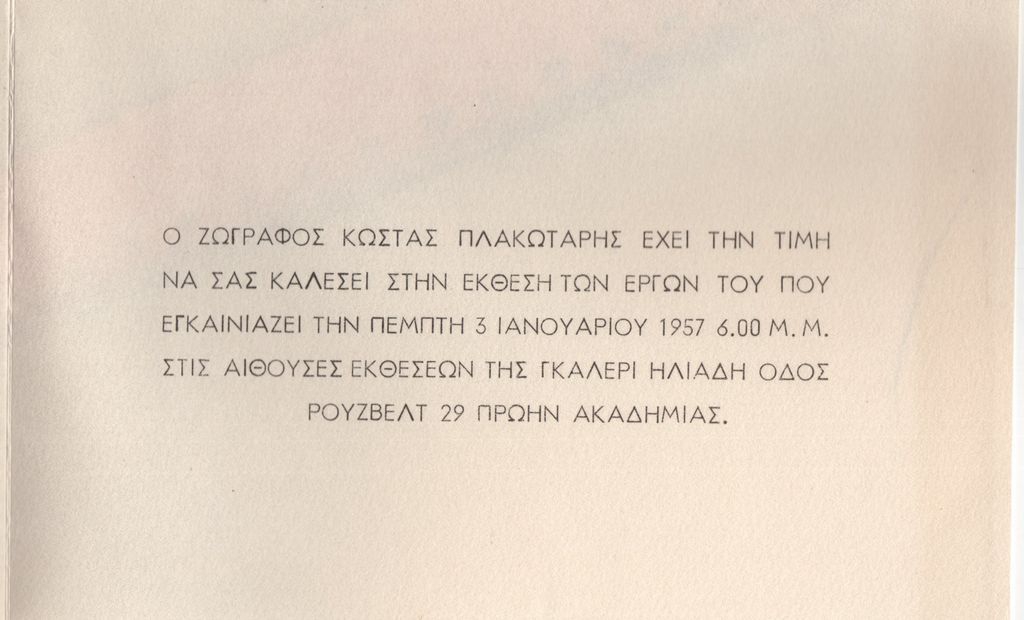 Ο ΖΩΓΡΑΦΟΣ ΚΩΣΤΑΣ ΠΛΑΚΩΤΑΡΗΣ ΕΧΕΙ ΤΗΝ ΤΙΜΗ
ΝΑ ΣΑΣ ΚΑΛΕΣΕΙ ΣΤΗΝ ΕΚΘΕΣΗ ΤΩΝ ΕΡΓΩΝ ΤΟΥ ΠΟΥ
ΕΓΚΑΙΝΙΑΖΕΙ ΤΗΝ ΠΕΜΠΤΗ 3 ΙΑΝΟΥΑΡΙΟΥ 1957 6.00 Μ.Μ.
ΣΤΙΣ ΑΙΘΟΥΣΕΣ ΕΚΘΕΣΕΩΝ ΤΗΣ ΓΚΑΛΕΡΙ ΗΛΙΑΔΗ ΟΔΟΣ
ΡΟΥΖΒΕΛΤ 29 ΠΡΩΗΝ ΑΚΑΔΗΜΙΑΣ.